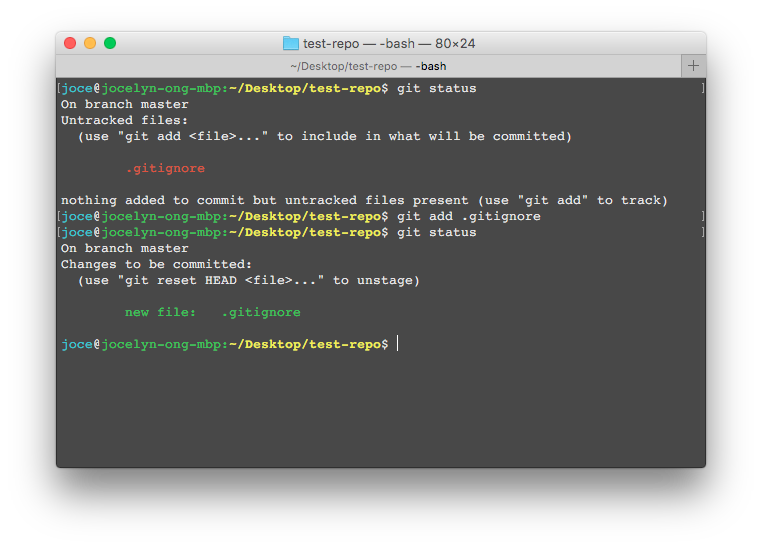 test-repo — -bash — 80×24
~/Desktop/test-repo — -bash +
[joce@jocelyn-ong-mbp:~/Desktop/test-repo$ git status ]
On branch master
Untracked files:
  (use "git add <file>..." to include in what will be committed)
        .gitignore
nothing added to commit but untracked files present (use "git add" to track)
[joce@jocelyn-ong-mbp:~/Desktop/test-repo$ git add .gitignore ]
[joce@jocelyn-ong-mbp:~/Desktop/test-repo$ git status ]
On branch master
Changes to be committed:
  (use "git reset HEAD <file>..." to unstage)
        new file:   .gitignore
joce@jocelyn-ong-mbp:~/Desktop/test-repo$